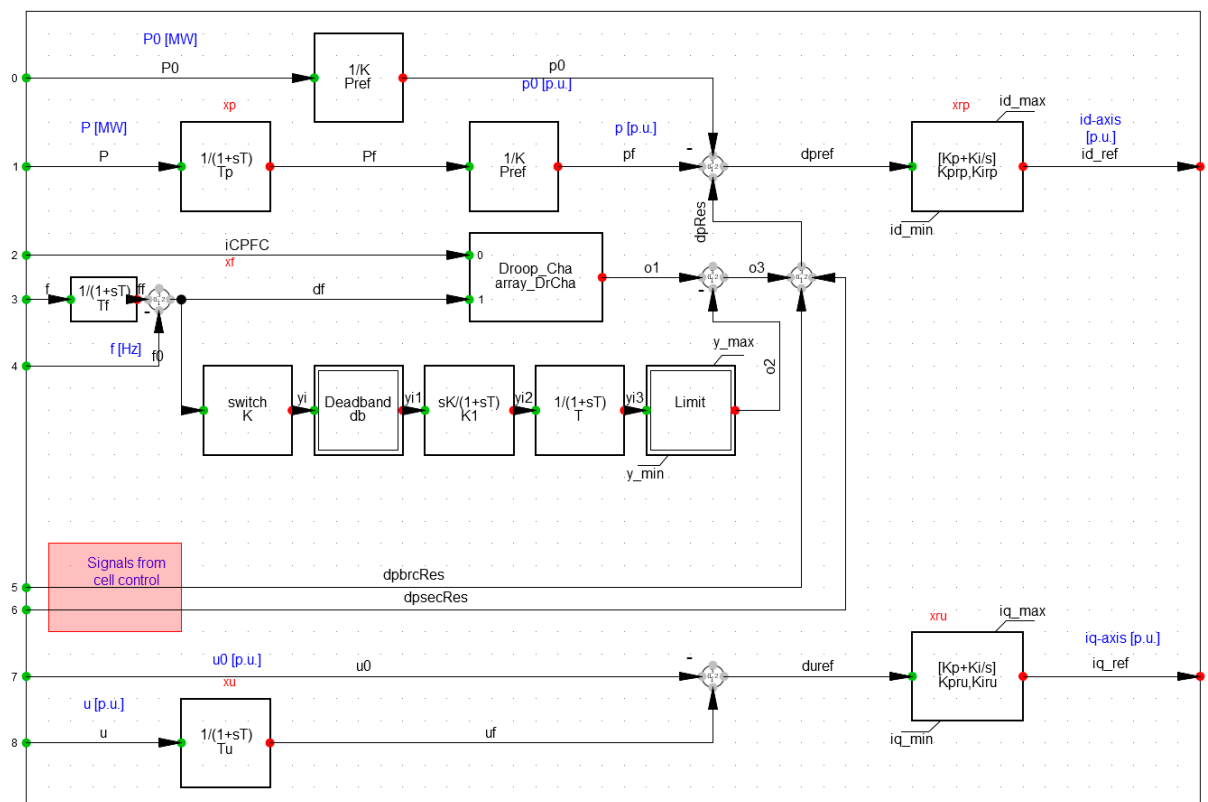 P0 [MW]
0
P0
1/K
Pref
p0
p0 [p.u.]
xp
P [MW]
1
P
1/(1+sT)
Tp
Pf
1/K
Pref
p [p.u.]
pf
-
dpref
xrp
id_max
[Kp+Ki/s]
Kprp,Kirp
id_min
id-axis
[p.u.]
id_ref
dpRes
2
iCPFC
xf
0
Droop_Cha
array_DrCha
1
o1
-
o3
3
f
1/(1+sT)
Tf
ff
-
df
4
f [Hz]
f0
switch
K
yi
Deadband
db
yi1
sK/(1+sT)
K1
yi2
1/(1+sT)
T
yi3
Limit
y_max
y_min
o2
Signals from
cell control
5
dpbrcRes
6
dpsecRes
7
u0 [p.u.]
u0
-
duref
xru
iq_max
[Kp+Ki/s]
Kpru,Kiru
iq_min
iq-axis [p.u.]
iq_ref
xu
u [p.u.]
8
u
1/(1+sT)
Tu
uf